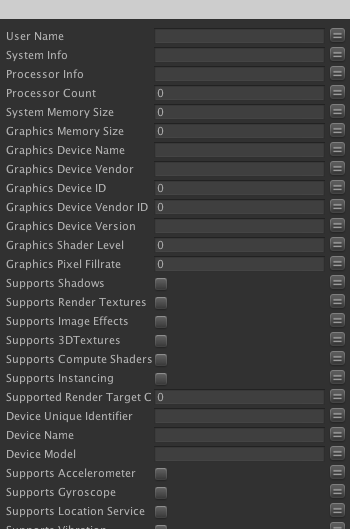 User Name
System Info
Processor Info
Processor Count 0
System Memory Size 0
Graphics Memory Size 0
Graphics Device Name
Graphics Device Vendor
Graphics Device ID 0
Graphics Device Vendor ID 0
Graphics Device Version
Graphics Shader Level 0
Graphics Pixel Fillrate 0
Supports Shadows
Supports Render Textures
Supports Image Effects
Supports 3DTextures
Supports Compute Shaders
Supports Instancing
Supported Render Target C 0
Device Unique Identifier
Device Name
Device Model
Supports Accelerometer
Supports Gyroscope
Supports Location Service
Supports Vibration